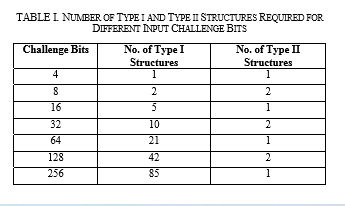 TABLE I. NUMBER OF TYPE I AND TYPE II STRUCTURES REQUIRED FOR
DIFFERENT INPUT CHALLENGE BITS
Challenge Bits No. of Type I Structures No. of Type II Structures
4 1 1
8 2 2
16 5 1
32 10 2
64 21 1
128 42 2
256 85 1